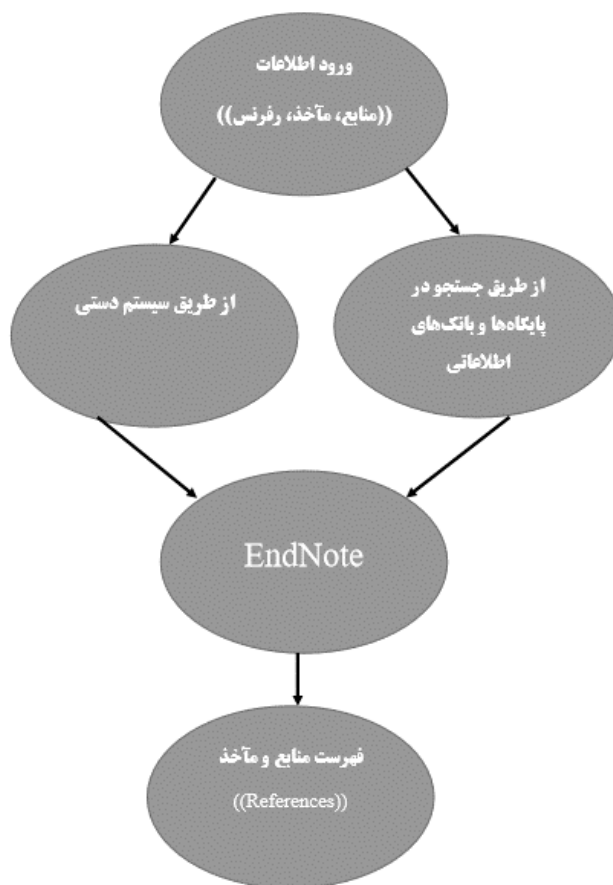 ورود اطلاعات
((منابع، مآخذ، رفرنس))
از طریق جستجو در
پایگاه‌ها و بانک‌های
اطلاعاتی
از طریق سیستم دستی
EndNote
فهرست منابع و مآخذ
((References))